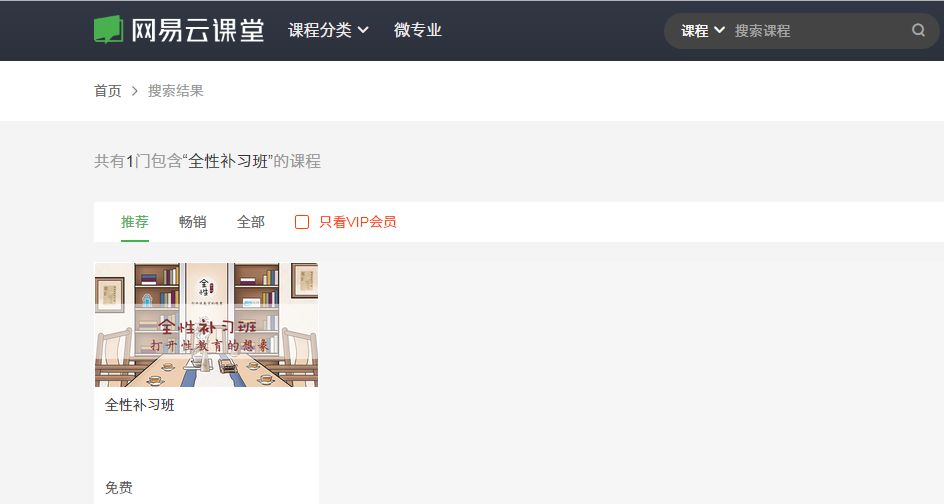 网易云课堂 课程分类 微专业 课程 搜索课程
首页 > 搜索结果
共有1门包含“全性补习班”的课程
推荐 畅销 全部 只看VIP会员
全性
全性补习班
打开性教育的想象
全性补习班
免费